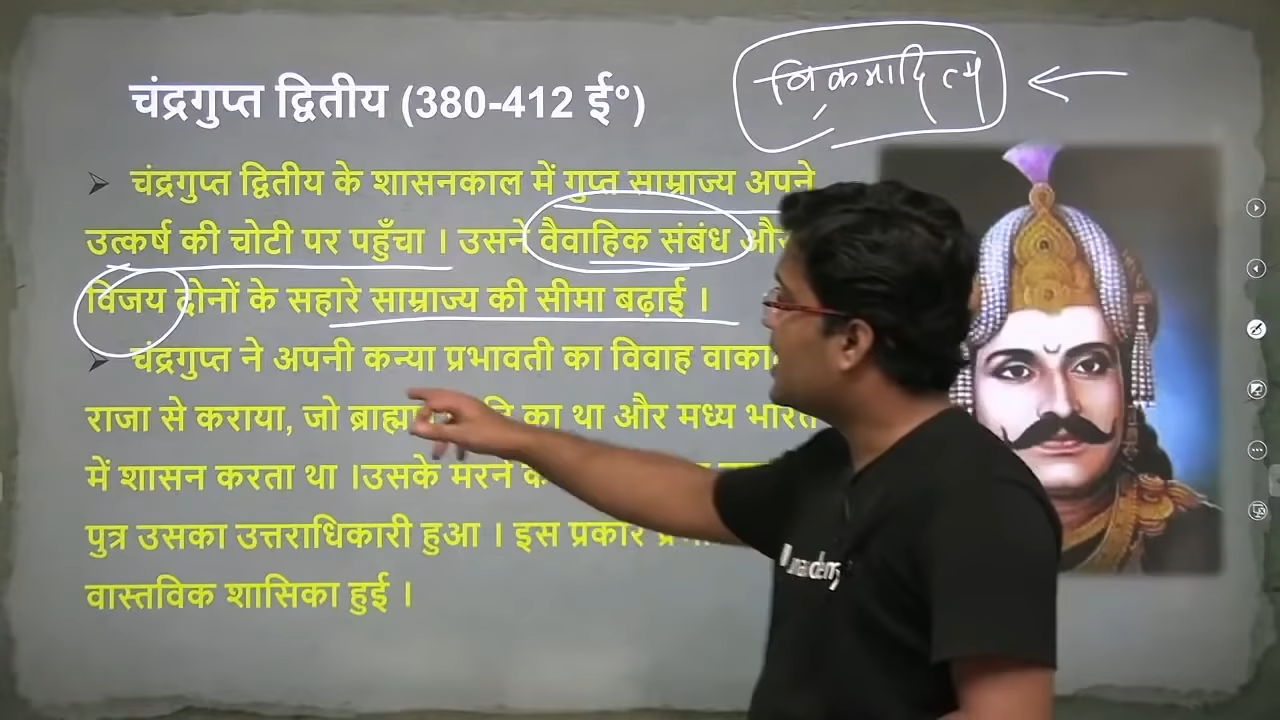 विक्रमादित्य
चंद्रगुप्त द्वितीय (380-412 ई°)
चंद्रगुप्त द्वितीय के शासनकाल में गुप्त साम्राज्य अपने
उत्कर्ष की चोटी पर पहुँचा । उसने वैवाहिक संबंध और
विजय दोनों के सहारे साम्राज्य की सीमा बढ़ाई ।
चंद्रगुप्त ने अपनी कन्या प्रभावती का विवाह
राजा से कराया, जो का था और मध्य भारत
में शासन करता था ।उसके मरने
पुत्र उसका उत्तराधिकारी हुआ । इस प्रकार
वास्तविक शासिका हुई ।